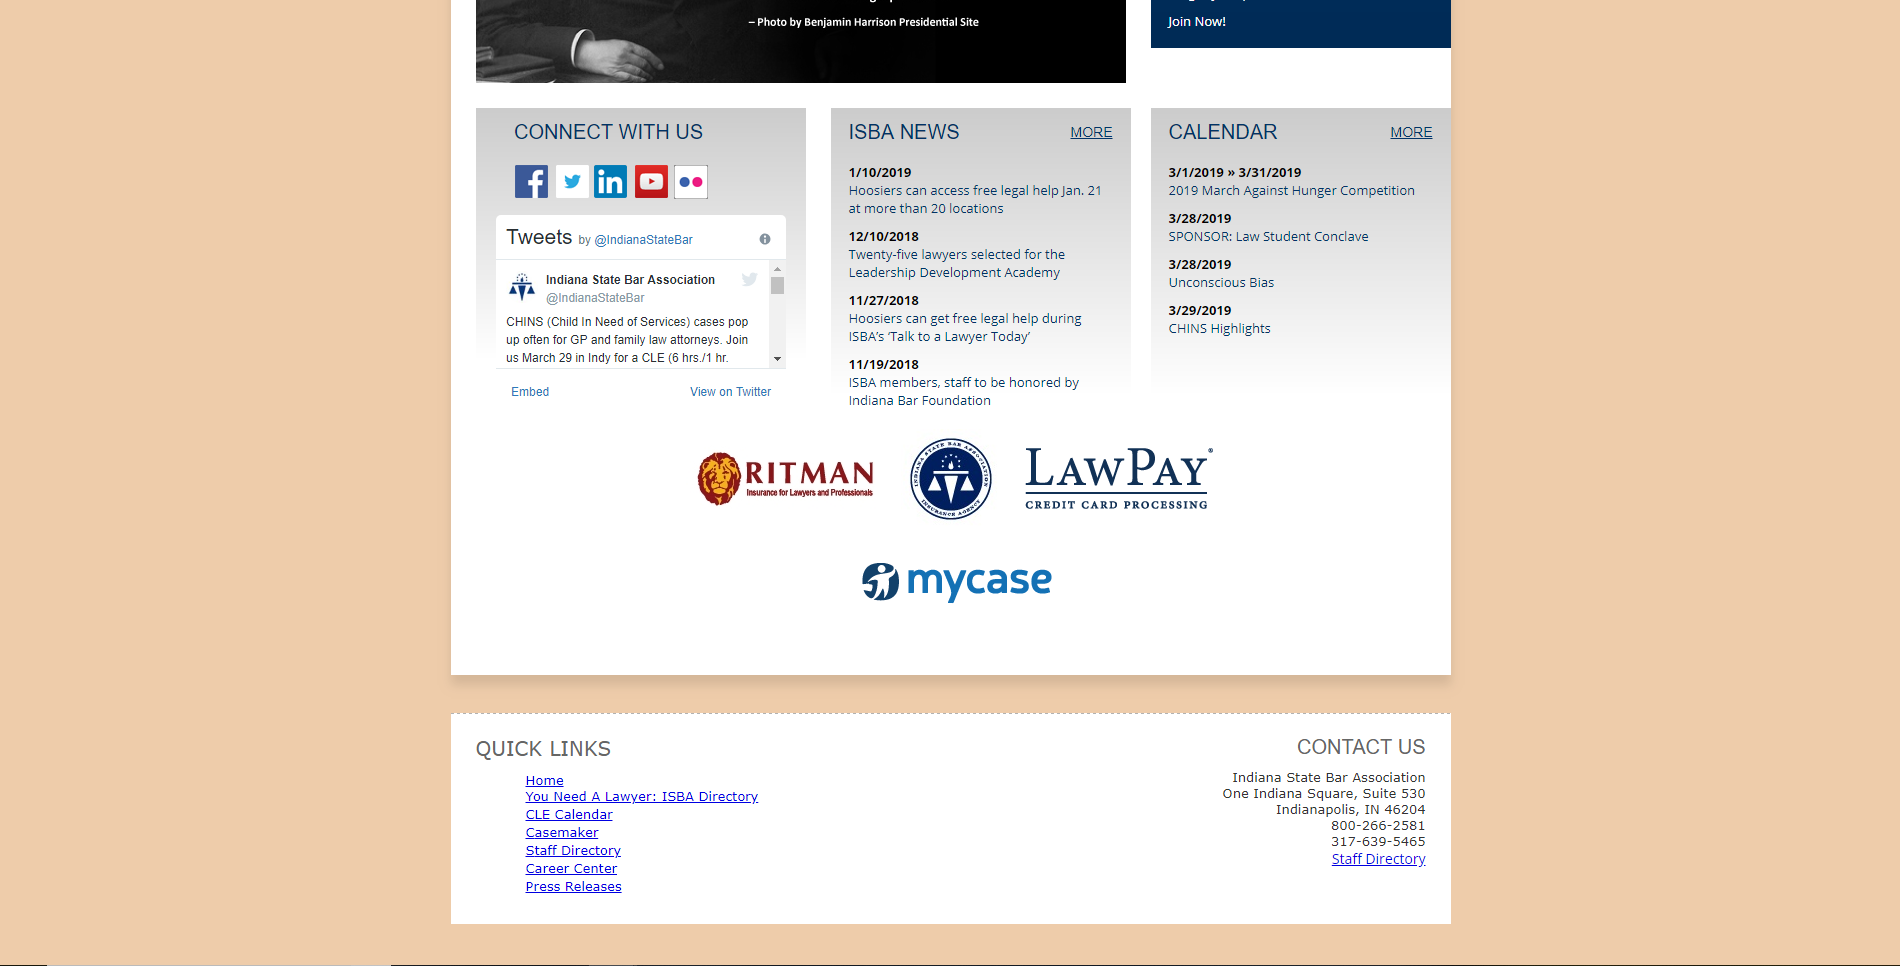 – Photo by Benjamin Harrison Presidential Site
Join Now!
CONNECT WITH US
Tweets by @IndianaStateBar
Indiana State Bar Association
@IndianaStateBar
CHINS (Child In Need of Services) cases pop
up often for GP and family law attorneys. Join
us March 29 in Indy for a CLE (6 hrs./1 hr.
Embed
View on Twitter
ISBA NEWS
MORE
1/10/2019
Hoosiers can access free legal help Jan. 21
at more than 20 locations
12/10/2018
Twenty-five lawyers selected for the
Leadership Development Academy
11/27/2018
Hoosiers can get free legal help during
ISBA’s ‘Talk to a Lawyer Today’
11/19/2018
ISBA members, staff to be honored by
Indiana Bar Foundation
CALENDAR
MORE
3/1/2019 » 3/31/2019
2019 March Against Hunger Competition
3/28/2019
SPONSOR: Law Student Conclave
3/28/2019
Unconscious Bias
3/29/2019
CHINS Highlights
RITMAN
Insurance for Lawyers and Professionals
INDIANA STATE BAR ASSOCIATION
INSURANCE AGENCY
LAWPAY®
CREDIT CARD PROCESSING
mycase
QUICK LINKS
Home
You Need A Lawyer: ISBA Directory
CLE Calendar
Casemaker
Staff Directory
Career Center
Press Releases
CONTACT US
Indiana State Bar Association
One Indiana Square, Suite 530
Indianapolis, IN 46204
800-266-2581
317-639-5465
Staff Directory